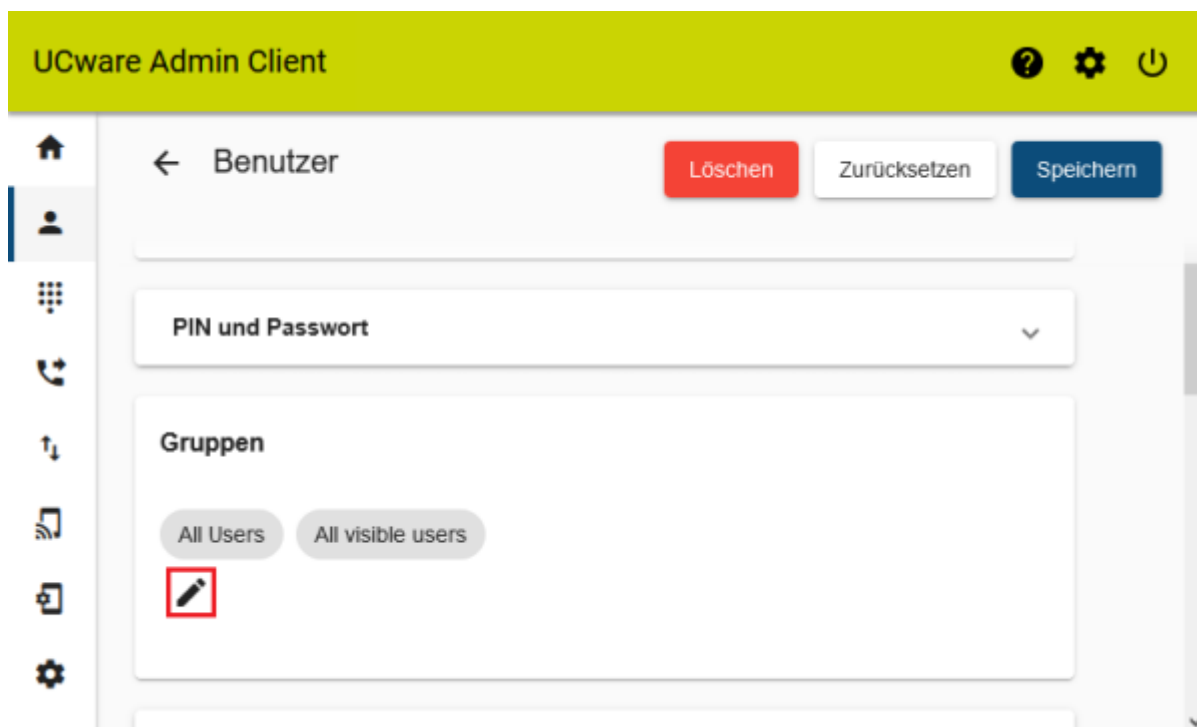 UCware Admin Client
Benutzer
Löschen
Zurücksetzen
Speichern
PIN und Passwort
Gruppen
All Users
All visible users